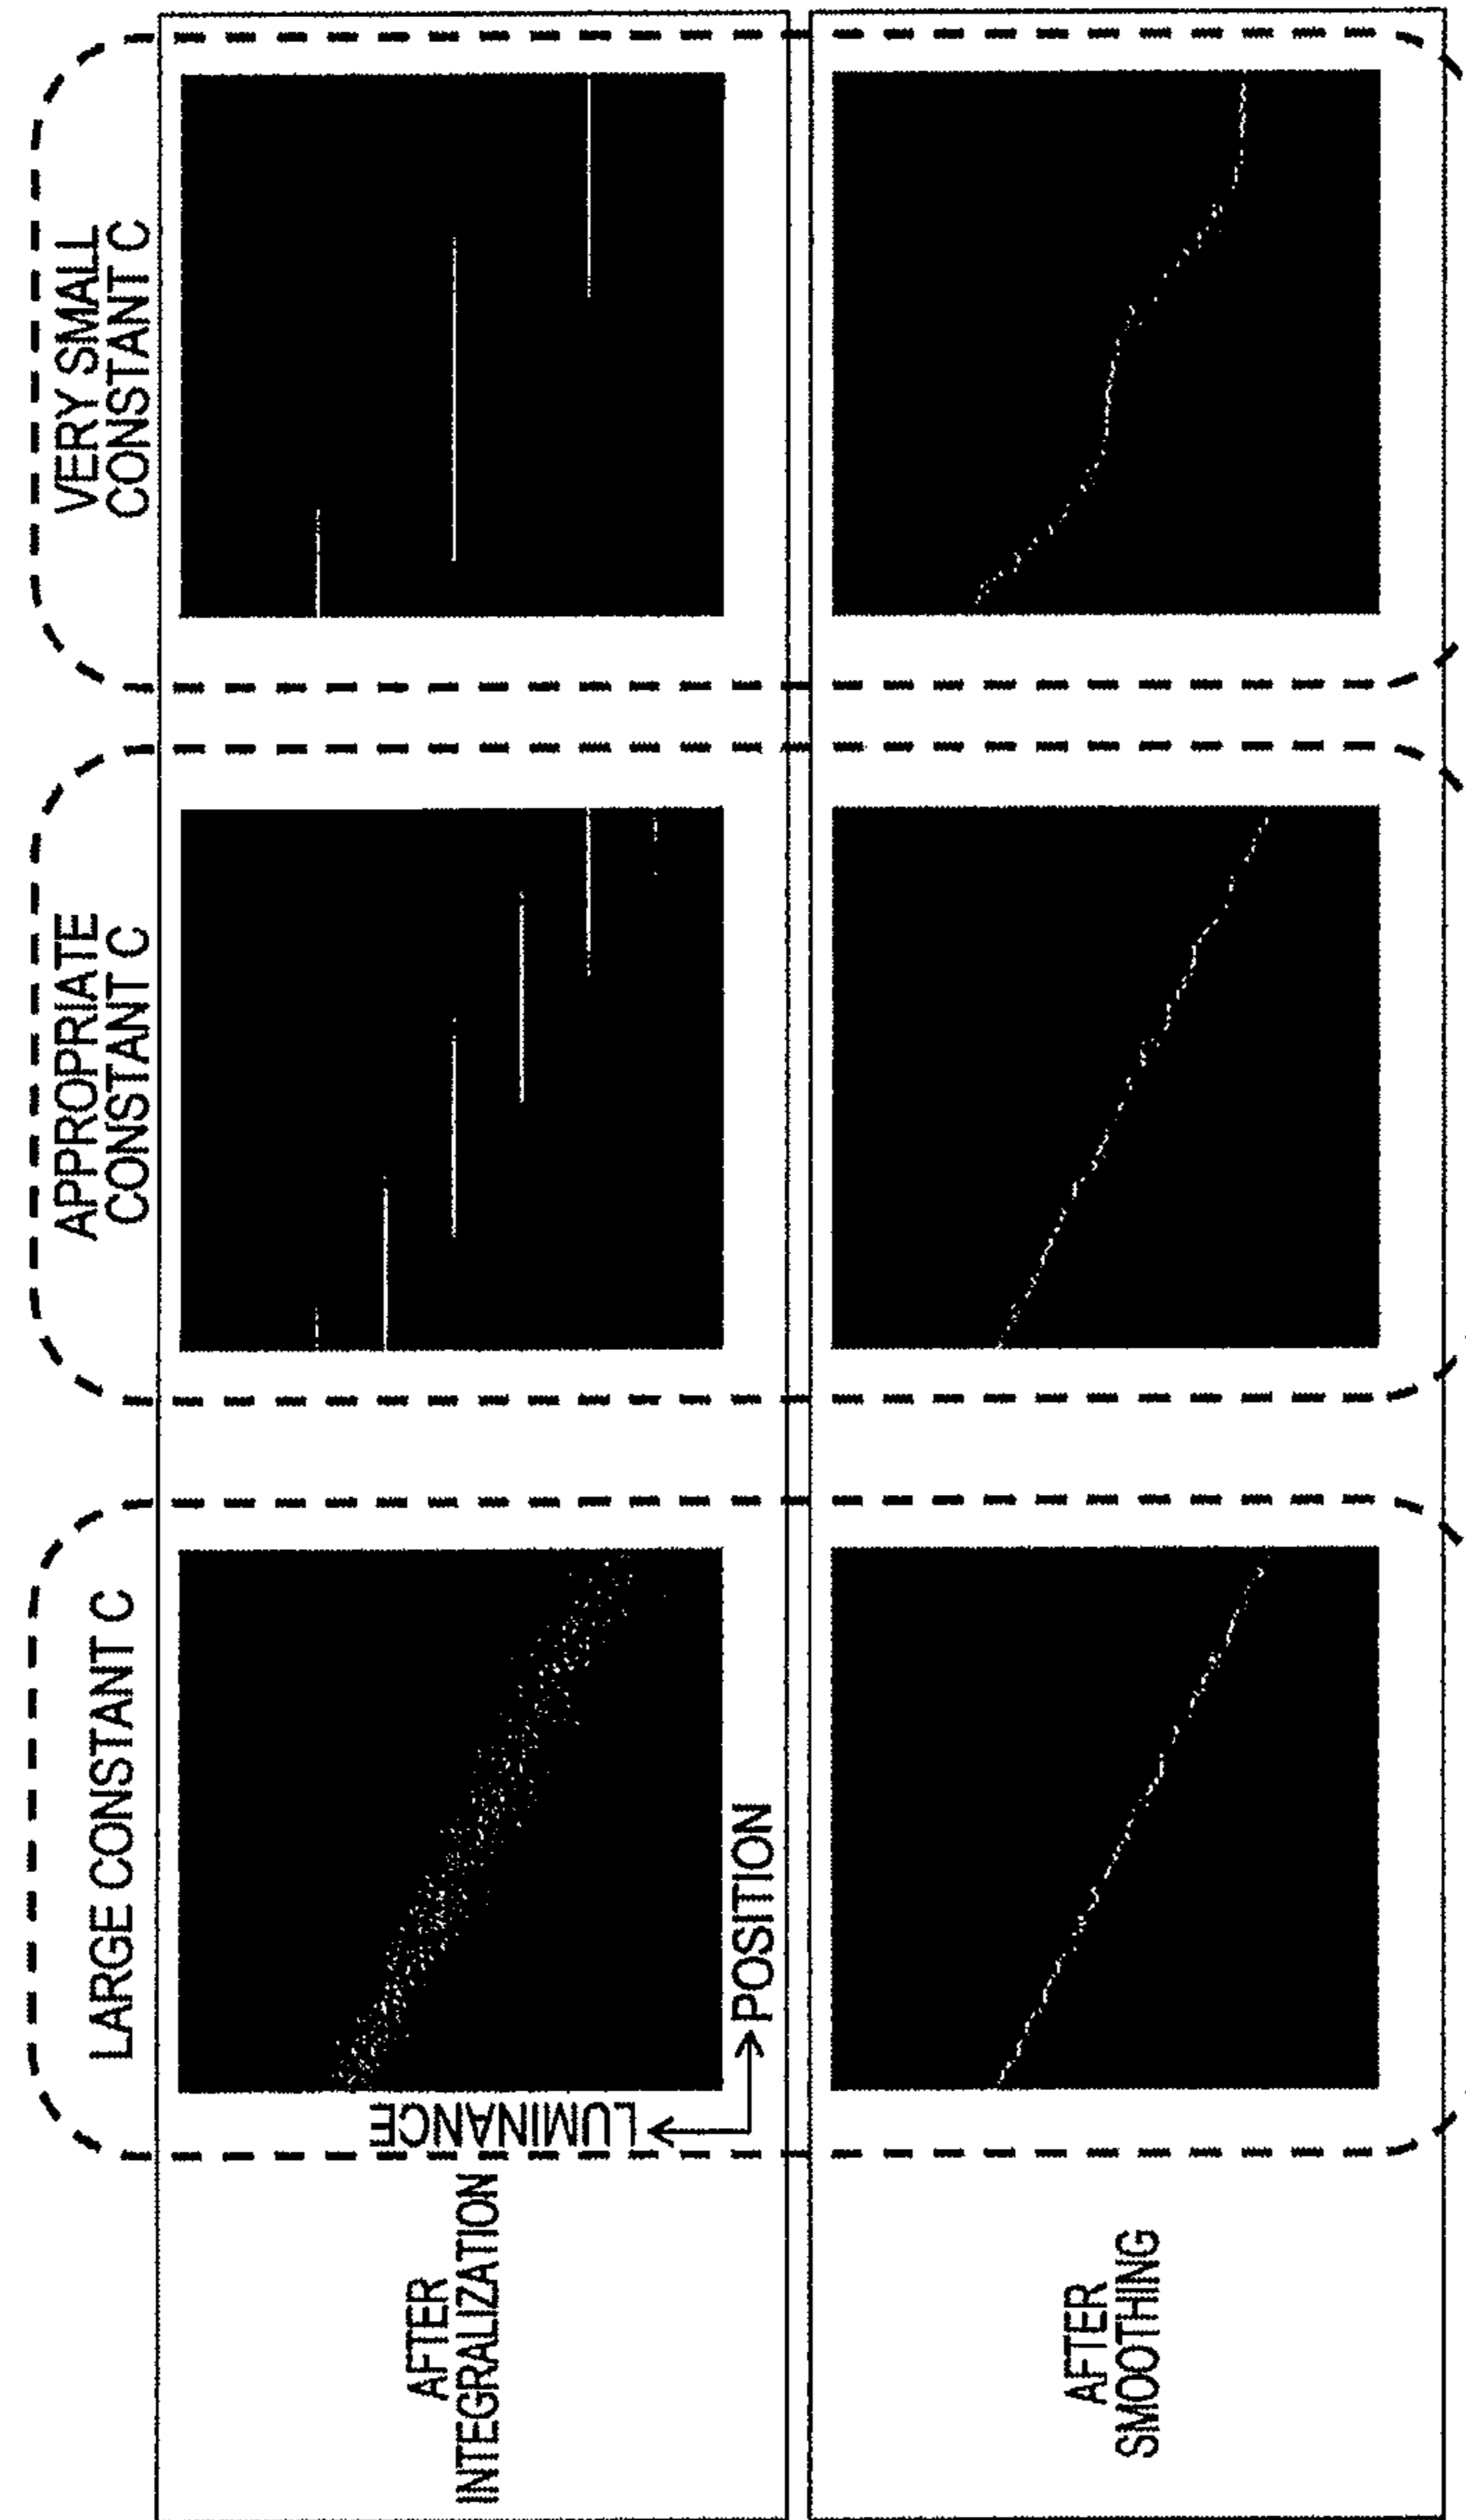 LARGE CONSTANT C
APPROPRIATE
CONSTANT C
VERY SMALL
CONSTANT C
AFTER
INTEGRALIZATION
LUMINANCE
POSITION
AFTER
SMOOTHING